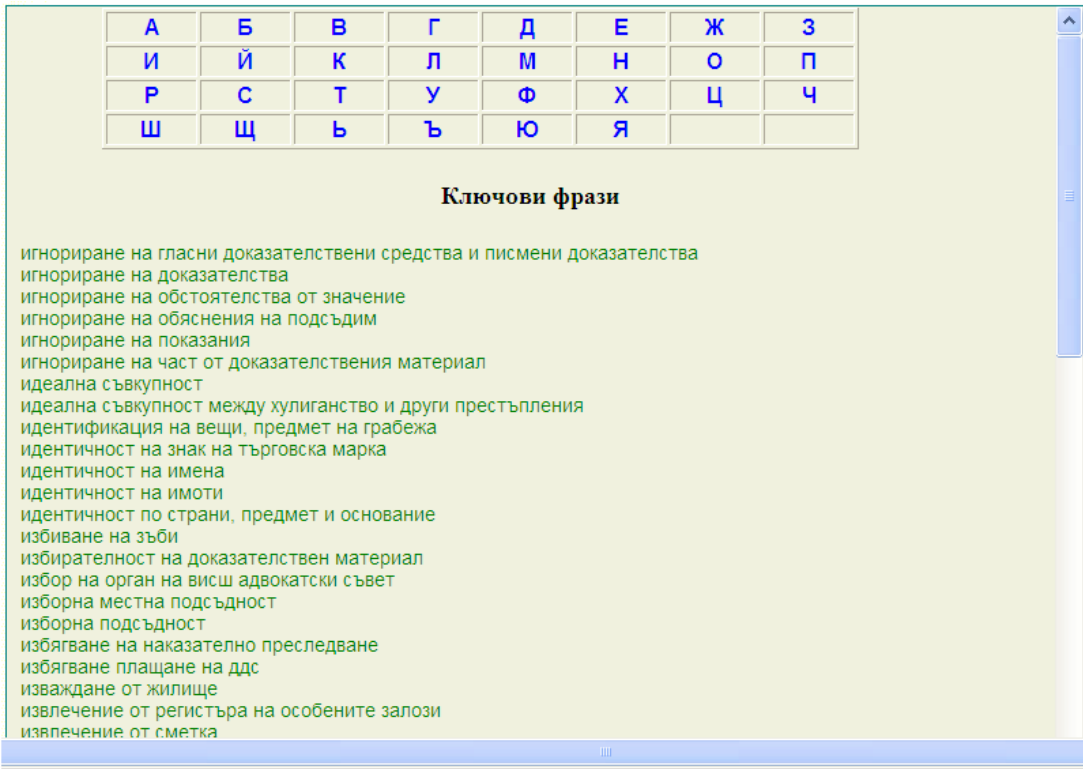 А Б В Г Д Е Ж З
И Й К Л М Н О П
Р С Т У Ф Х Ц Ч
Ш Щ Ь Ъ Ю Я
Ключови фрази
игнориране на гласни доказателствени средства и писмени доказателства
игнориране на доказателства
игнориране на обстоятелства от значение
игнориране на обяснения на подсъдим
игнориране на показания
игнориране на част от доказателствения материал
идеална съвкупност
идеална съвкупност между хулиганство и други престъпления
идентификация на вещи, предмет на грабежа
идентичност на знак на търговска марка
идентичност на имена
идентичност на имоти
идентичност по страни, предмет и основание
избиване на зъби
избирателност на доказателствен материал
избор на орган на висш адвокатски съвет
изборна местна подсъдност
изборна подсъдност
избягване на наказателно преследване
избягване плащане на ддс
изваждане от жилище
извлечение от регистъра на особените залози
извлечение от сметка